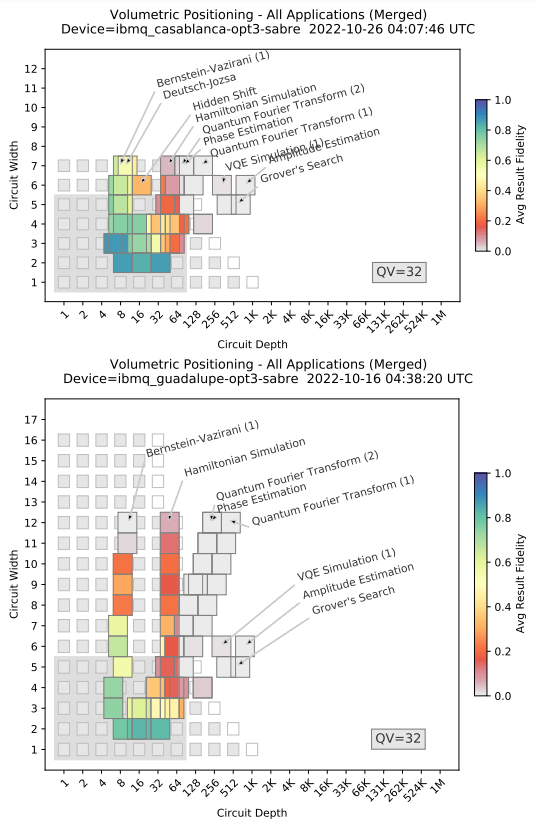 Volumetric Positioning - All Applications (Merged)
Device=ibmq_casablanca-opt3-sabre 2022-10-26 04:07:46 UTC
Bernstein-Vazirani (1)
Deutsch-Jozsa
Hidden Shift
Hamiltonian Simulation
Quantum Fourier Transform (2)
Phase Estimation
Quantum Fourier Transform (1)
VQE Simulation (1)
Amplitude Estimation
Grover's Search
Circuit Width
12
11
10
9
8
7
6
5
4
3
2
1
QV=32
1 2 4 8 16 32 64 128 256 512 1K 2K 4K 8K 16K 33K 66K 131K 262K 524K 1M
Circuit Depth
1.0
0.8
0.6
0.4
0.2
0.0
Avg Result Fidelity
Volumetric Positioning - All Applications (Merged)
Device=ibmq_guadalupe-opt3-sabre 2022-10-16 04:38:20 UTC
Bernstein-Vazirani (1)
Hamiltonian Simulation
Quantum Fourier Transform (2)
Phase Estimation
Quantum Fourier Transform (1)
VQE Simulation (1)
Amplitude Estimation
Grover's Search
Circuit Width
17
16
15
14
13
12
11
10
9
8
7
6
5
4
3
2
1
QV=32
1 2 4 8 16 32 64 128 256 512 1K 2K 4K 8K 16K 33K 66K 131K 262K 524K 1M
Circuit Depth
1.0
0.8
0.6
0.4
0.2
0.0
Avg Result Fidelity